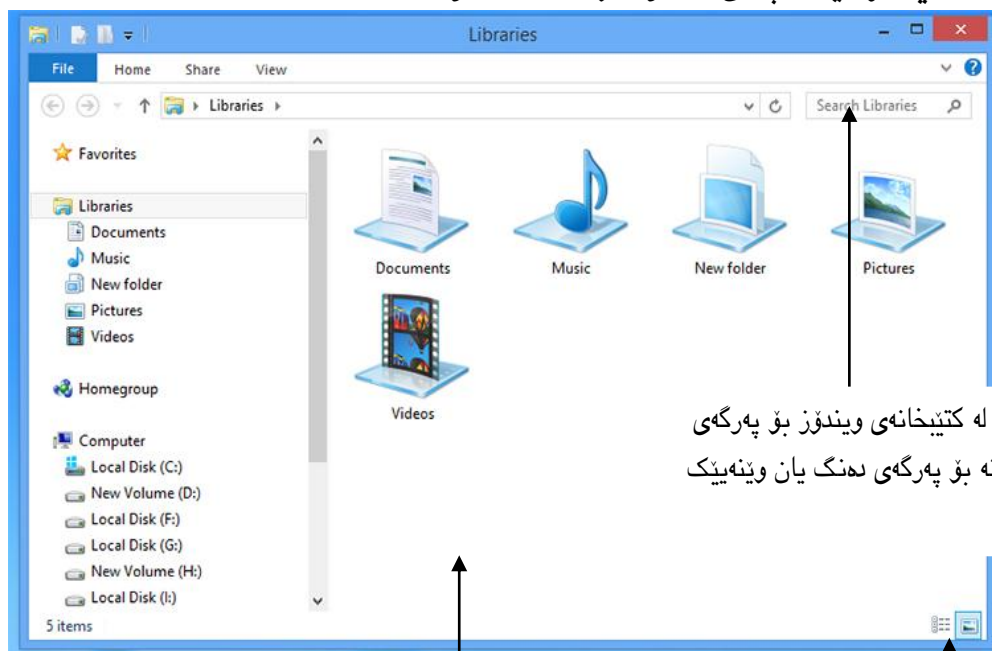 Libraries
File Home Share View
Libraries
Search Libraries
Favorites
Libraries
Documents
Music
New folder
Pictures
Videos
Homegroup
Computer
Local Disk (C:)
New Volume (D:)
Local Disk (F:)
Local Disk (G:)
New Volume (H:)
Local Disk (I:)
Documents Music New folder Pictures
Videos
لە کتێبخانەی ویندۆز بۆ پەرگەی
بۆ پەرگەی دەنگ یان وێنەیێک
5 items